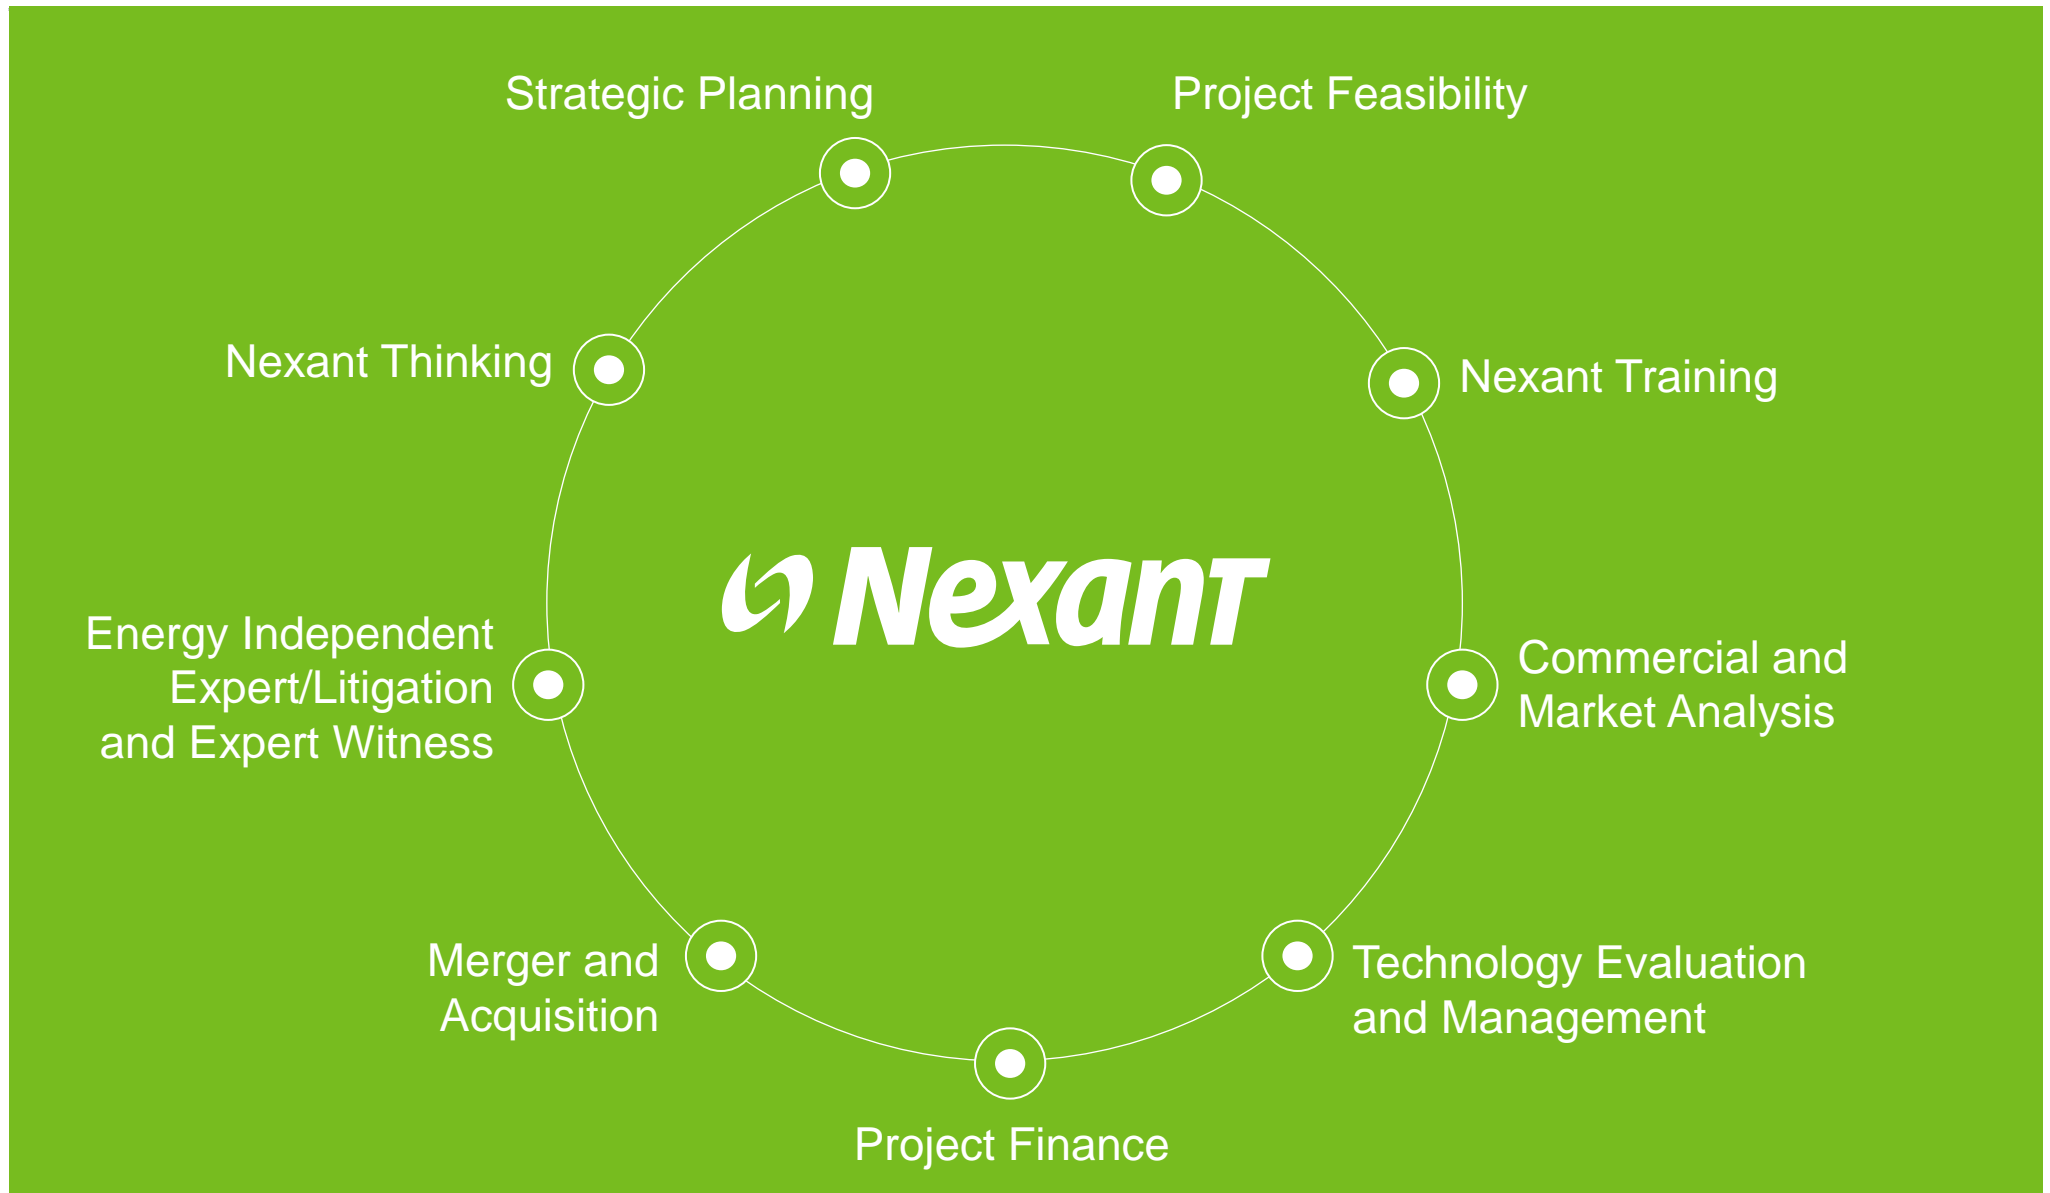 Strategic Planning
Project Feasibility
Nexant Thinking
Nexant Training
Nexant
Energy Independent
Expert/Litigation
and Expert Witness
Commercial and
Market Analysis
Merger and
Acquisition
Technology Evaluation
and Management
Project Finance